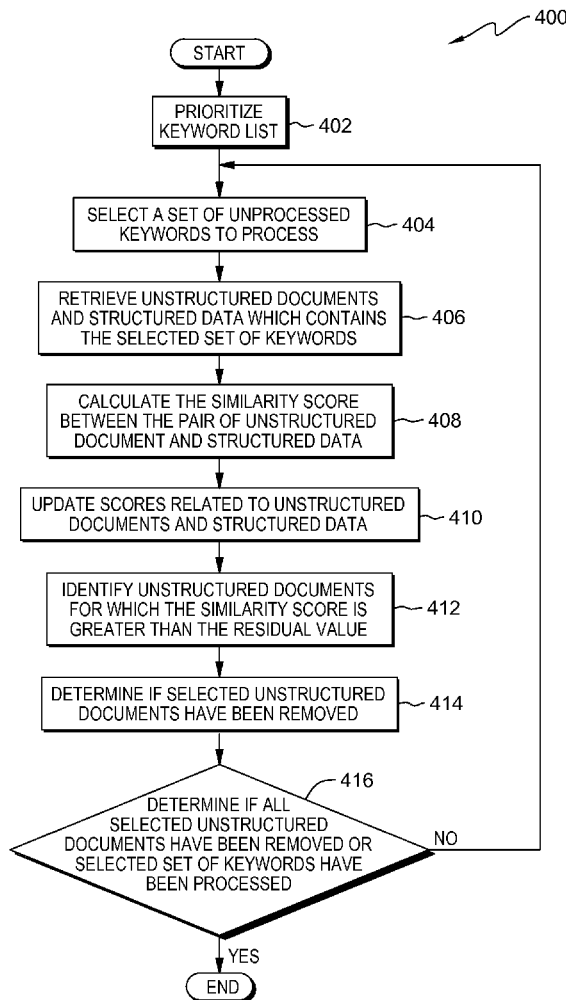 400
START
PRIORITIZE
KEYWORD LIST
402
SELECT A SET OF UNPROCESSED
KEYWORDS TO PROCESS
404
RETRIEVE UNSTRUCTURED DOCUMENTS
AND STRUCTURED DATA WHICH CONTAINS
THE SELECTED SET OF KEYWORDS
406
CALCULATE THE SIMILARITY SCORE
BETWEEN THE PAIR OF UNSTRUCTURED
DOCUMENT AND STRUCTURED DATA
408
UPDATE SCORES RELATED TO UNSTRUCTURED
DOCUMENTS AND STRUCTURED DATA
410
IDENTIFY UNSTRUCTURED DOCUMENTS
FOR WHICH THE SIMILARITY SCORE IS
GREATER THAN THE RESIDUAL VALUE
412
DETERMINE IF SELECTED UNSTRUCTURED
DOCUMENTS HAVE BEEN REMOVED
414
416
DETERMINE IF ALL
SELECTED UNSTRUCTURED
DOCUMENTS HAVE BEEN REMOVED OR
SELECTED SET OF KEYWORDS HAVE
BEEN PROCESSED
NO
YES
END